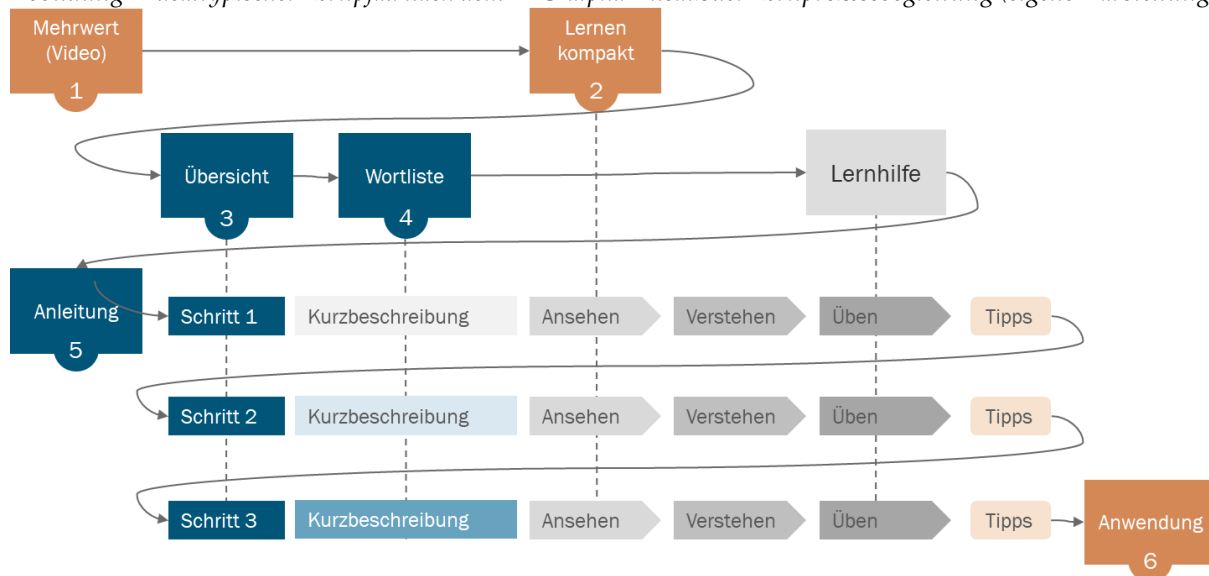 Mehrwert
(Video)
1
Lernen
kompakt
2
Übersicht
3
Wortliste
4
Lernhilfe
Anleitung
5
Schritt 1
Kurzbeschreibung
Ansehen
Verstehen
Üben
Tipps
Schritt 2
Kurzbeschreibung
Ansehen
Verstehen
Üben
Tipps
Schritt 3
Kurzbeschreibung
Ansehen
Verstehen
Üben
Tipps
Anwendung
6